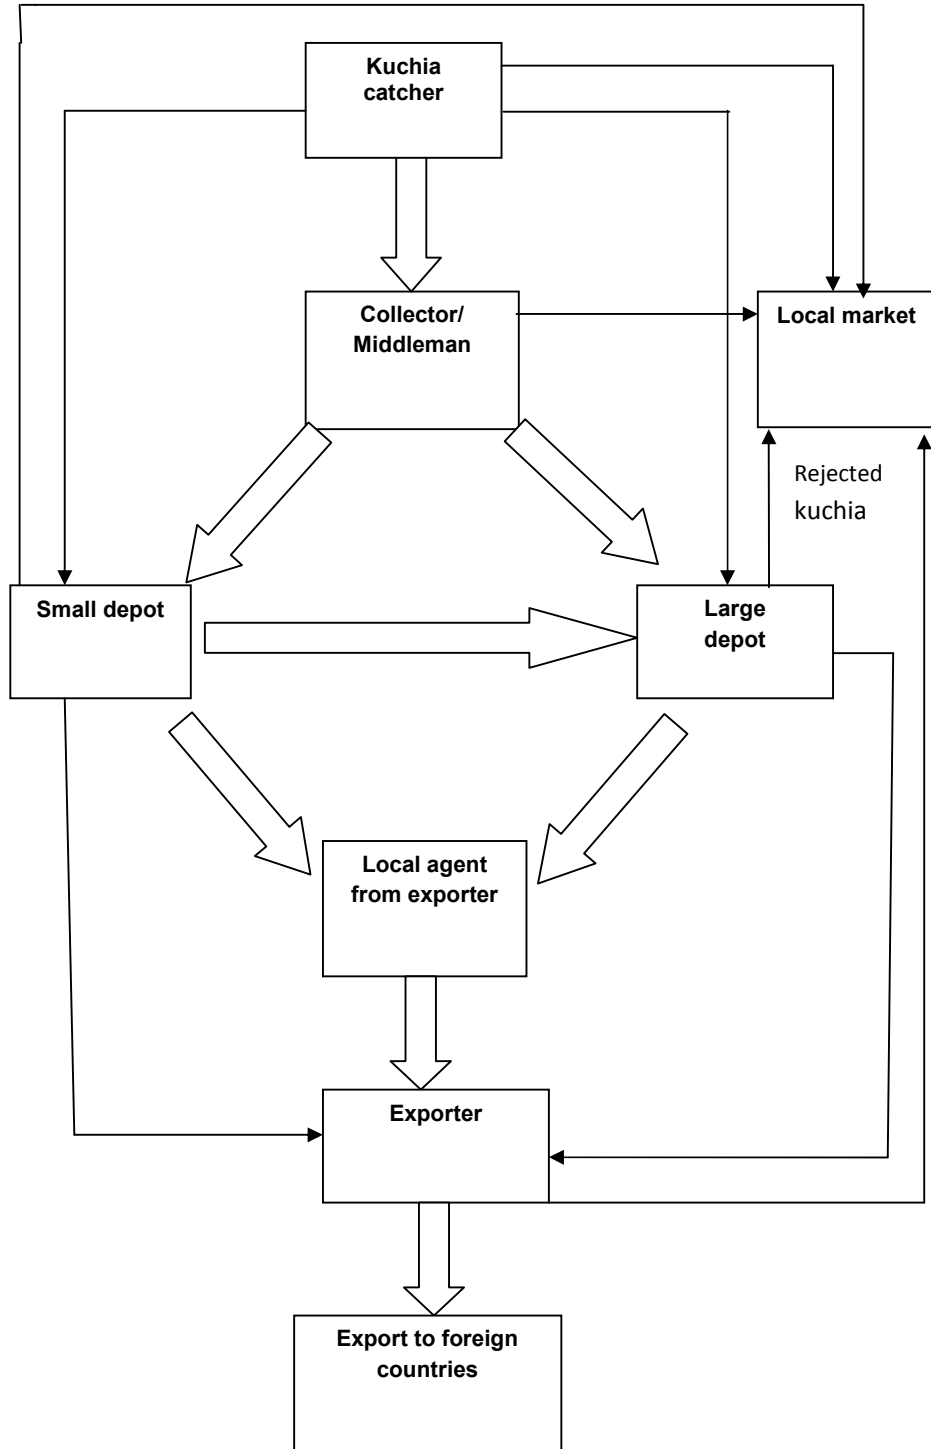 Kuchia
catcher
Collector/
Middleman
Local market
Rejected
kuchia
Small depot
Large
depot
Local agent
from exporter
Exporter
Export to foreign
countries